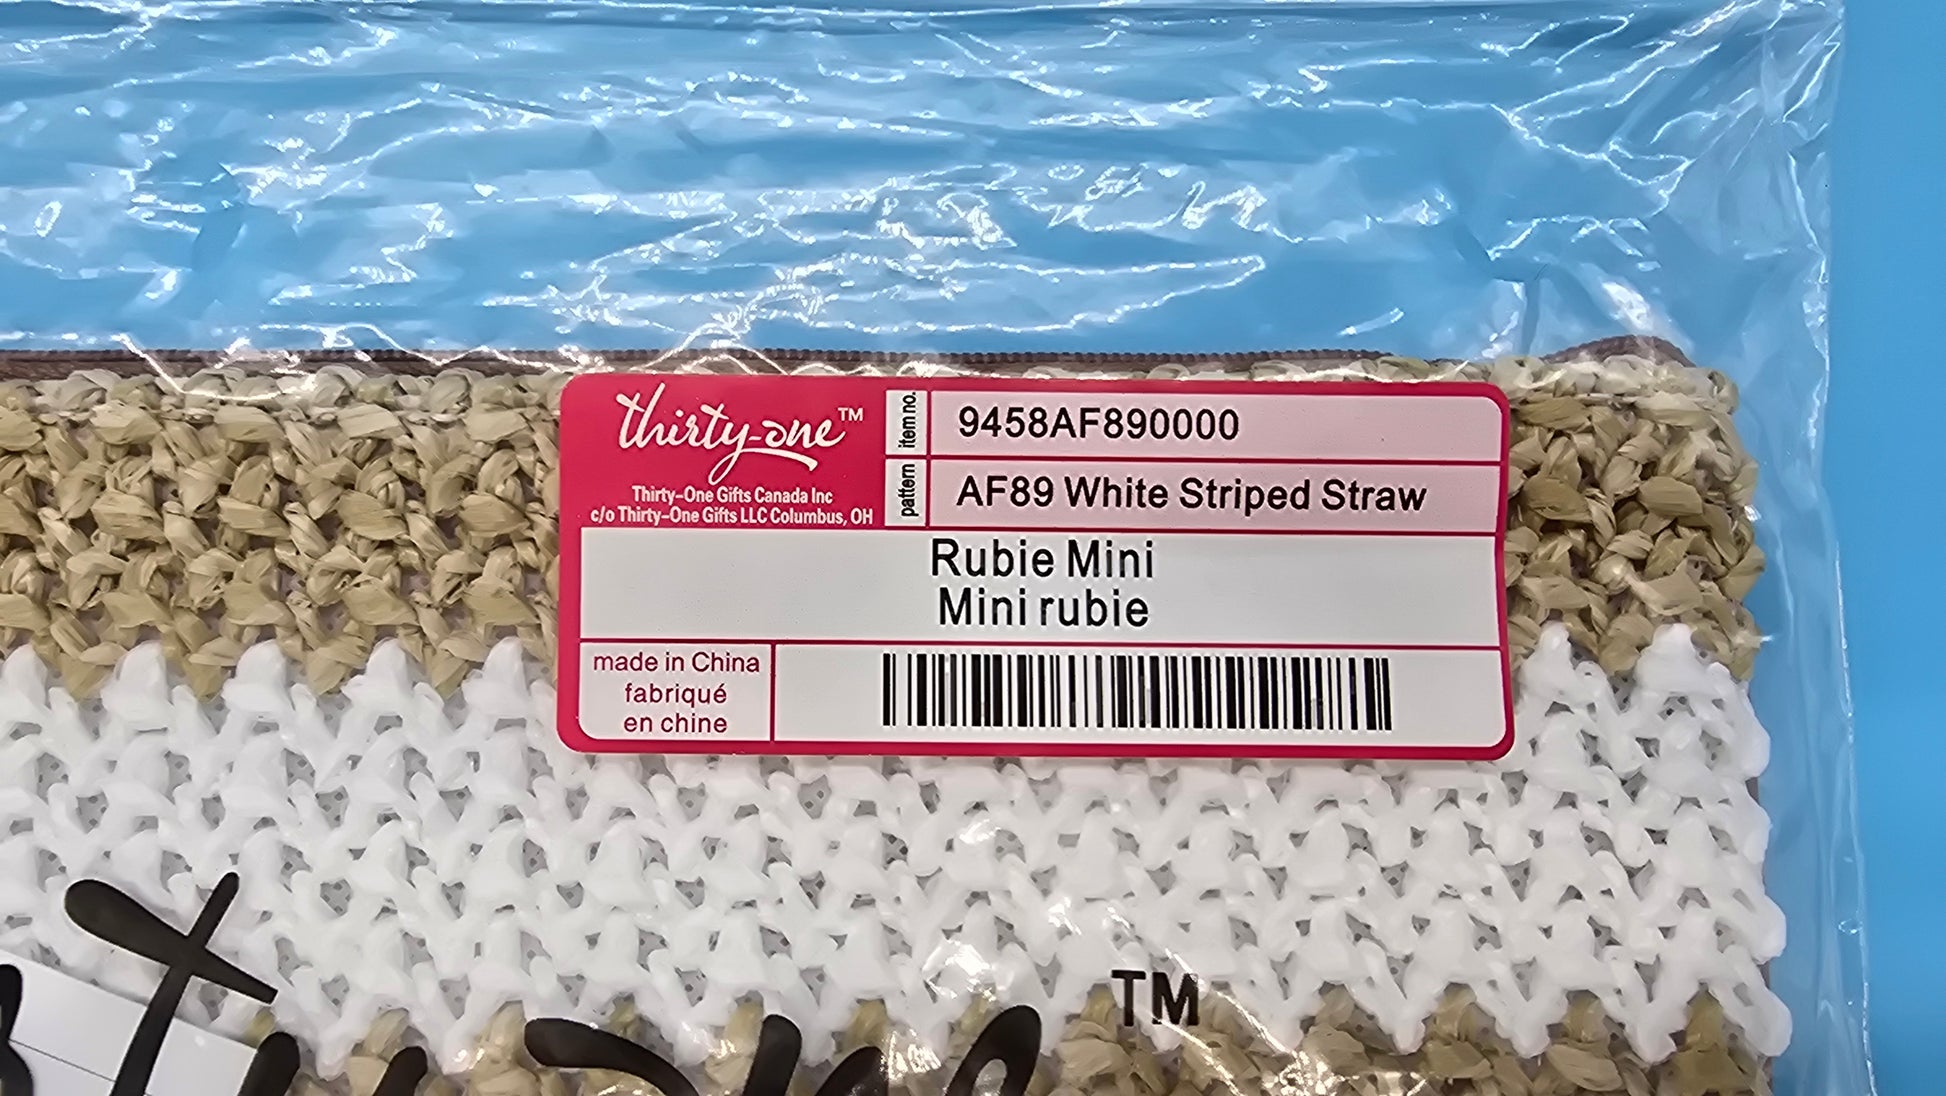 thirty-one™
Thirty-One Gifts Canada Inc
c/o Thirty-One Gifts LLC Columbus, OH
item no. 9458AF890000
pattern AF89 White Striped Straw
Rubie Mini
Mini rubie
made in China
fabriqué
en chine
TM